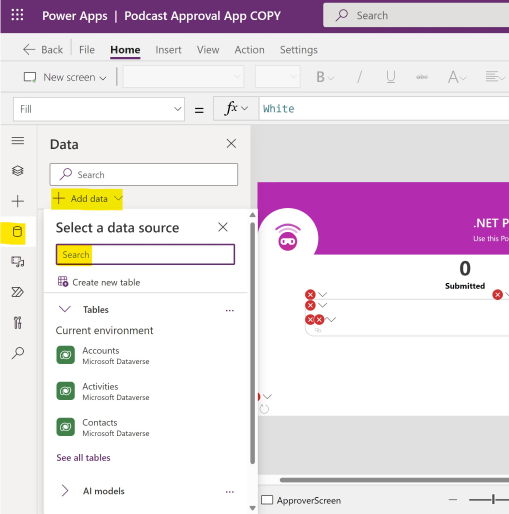 Power Apps | Podcast Approval App COPY
Search
Back File Home Insert View Action Settings
New screen B / U abc A
Fill = fx White
Data
Search
Add data
Select a data source
Search
Create new table
Tables ...
Current environment
Accounts
Microsoft Dataverse
Activities
Microsoft Dataverse
Contacts
Microsoft Dataverse
See all tables
AI models ...
.NET P
Use this Po
0
Submitted
ApproverScreen